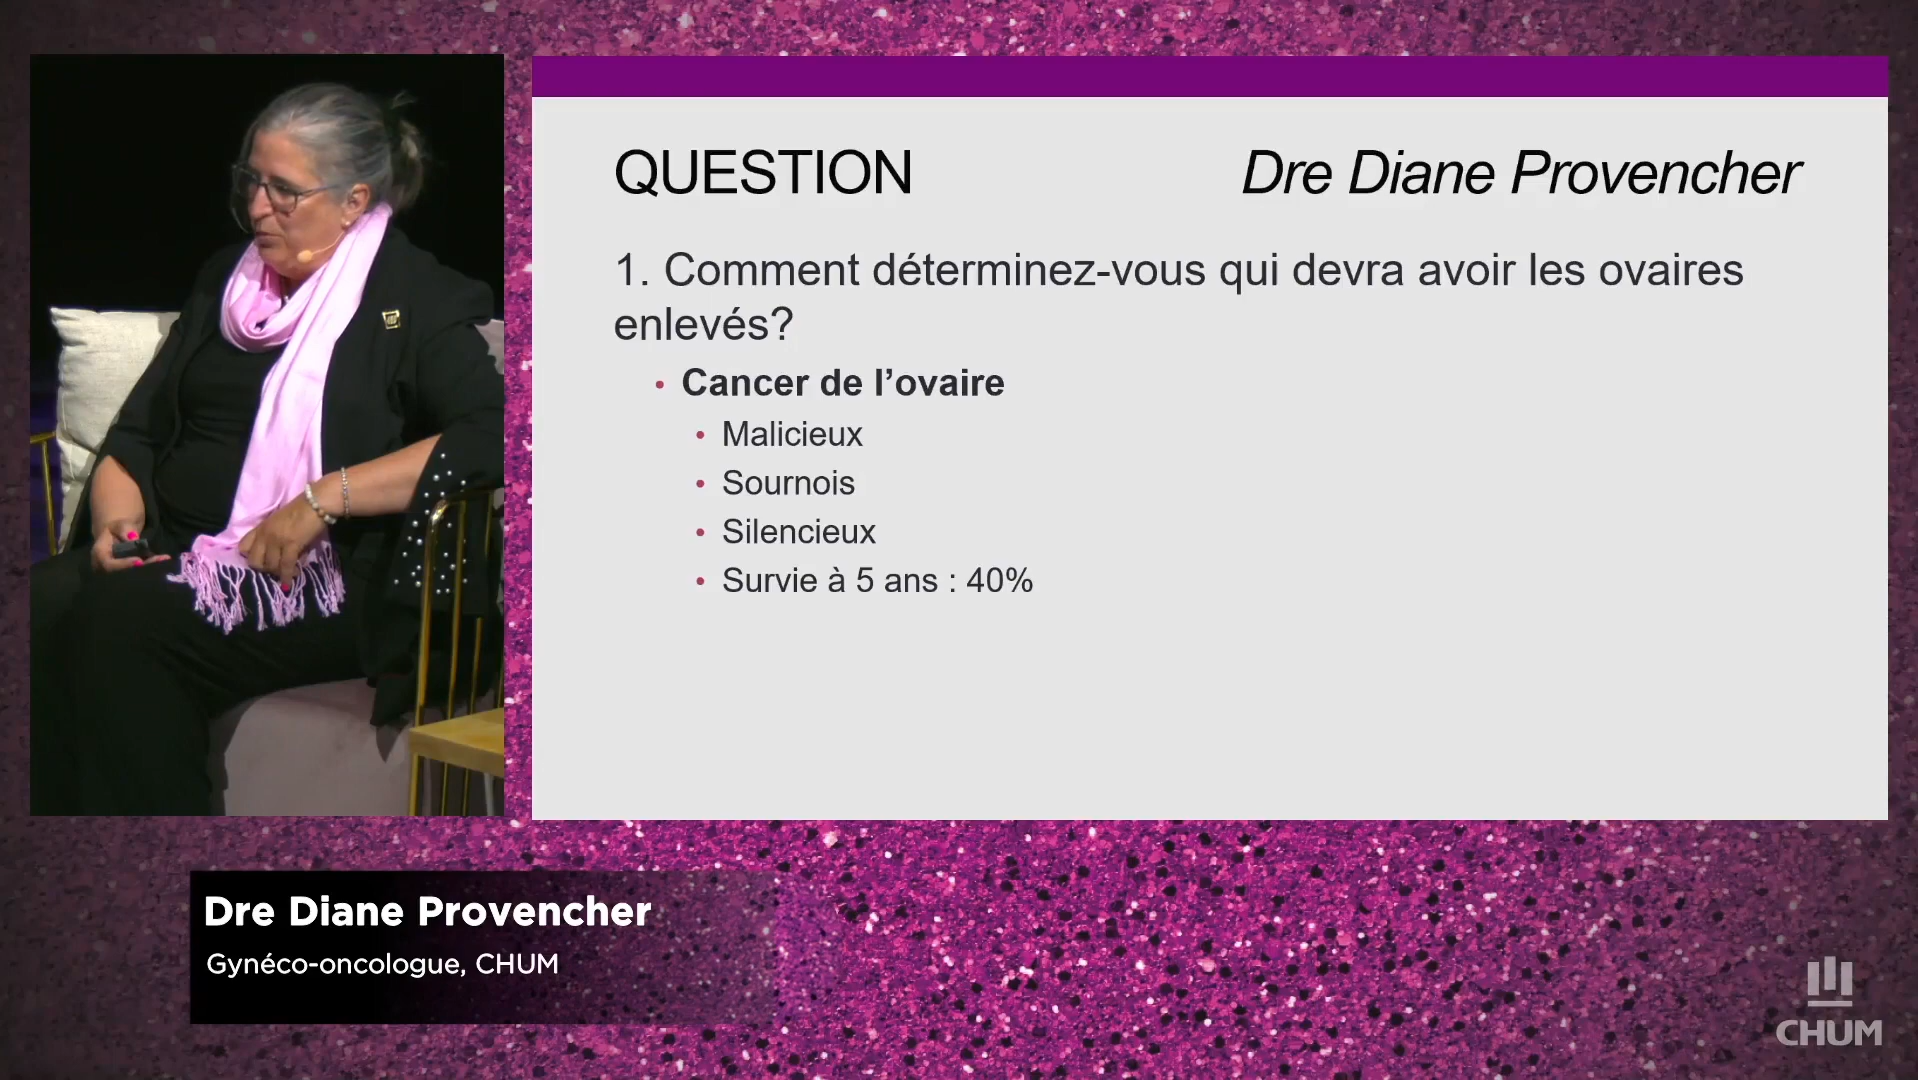 QUESTION
Dre Diane Provencher
1. Comment déterminez-vous qui devra avoir les ovaires
enlevés?
• Cancer de l’ovaire
• Malicieux
• Sournois
• Silencieux
• Survie à 5 ans : 40%
Dre Diane Provencher
Gynéco-oncologue, CHUM
CHUM